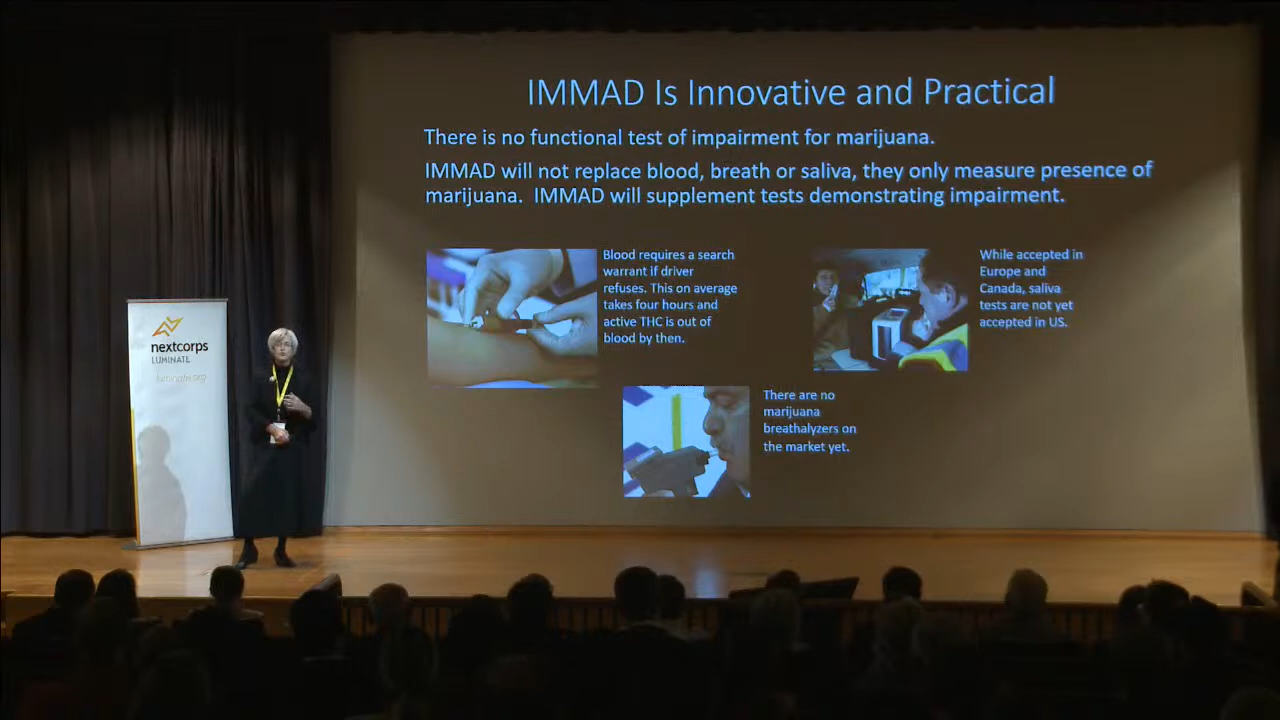 IMMAD Is Innovative and Practical
There is no functional test of impairment for marijuana.
IMMAD will not replace blood, breath or saliva, they only measure presence of
marijuana.  IMMAD will supplement tests demonstrating impairment.
Blood requires a search
warrant if driver
refuses. This on average
takes four hours and
active THC is out of
blood by then.
While accepted in
Europe and
Canada, saliva
tests are not yet
accepted in US.
There are no
marijuana
breathalyzers on
the market yet.
nextcorps
LUMINATE
luminate.org